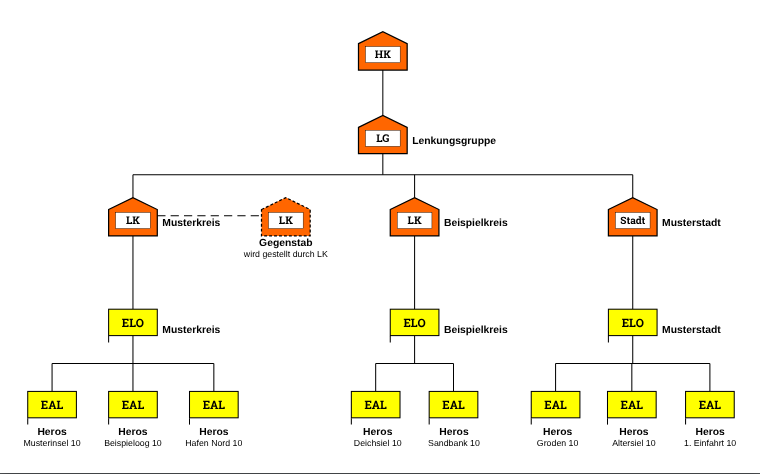 HK
LG
Lenkungsgruppe
LK
Musterkreis
LK
Gegenstab
wird gestellt durch LK
LK
Beispielkreis
Stadt
Musterstadt
ELO
Musterkreis
ELO
Beispielkreis
ELO
Musterstadt
EAL
Heros
Musterinsel 10
EAL
Heros
Beispieloog 10
EAL
Heros
Hafen Nord 10
EAL
Heros
Deichsiel 10
EAL
Heros
Sandbank 10
EAL
Heros
Groden 10
EAL
Heros
Altersiel 10
EAL
Heros
1. Einfahrt 10